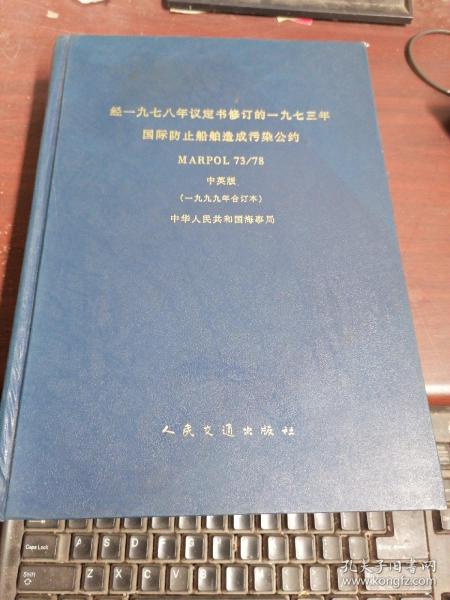 经一九七八年议定书修订的一九七三年
国际防止船舶造成污染公约
MARPOL 73/78
中英版
(一九九九年合订本)
中华人民共和国海事局
人民交通出版社
Caps Lock
A
S
D
F
G
H
J
K
L
Shift
Z
X
C
V
B
N
M
孔夫子旧书网
www.kongfz.com